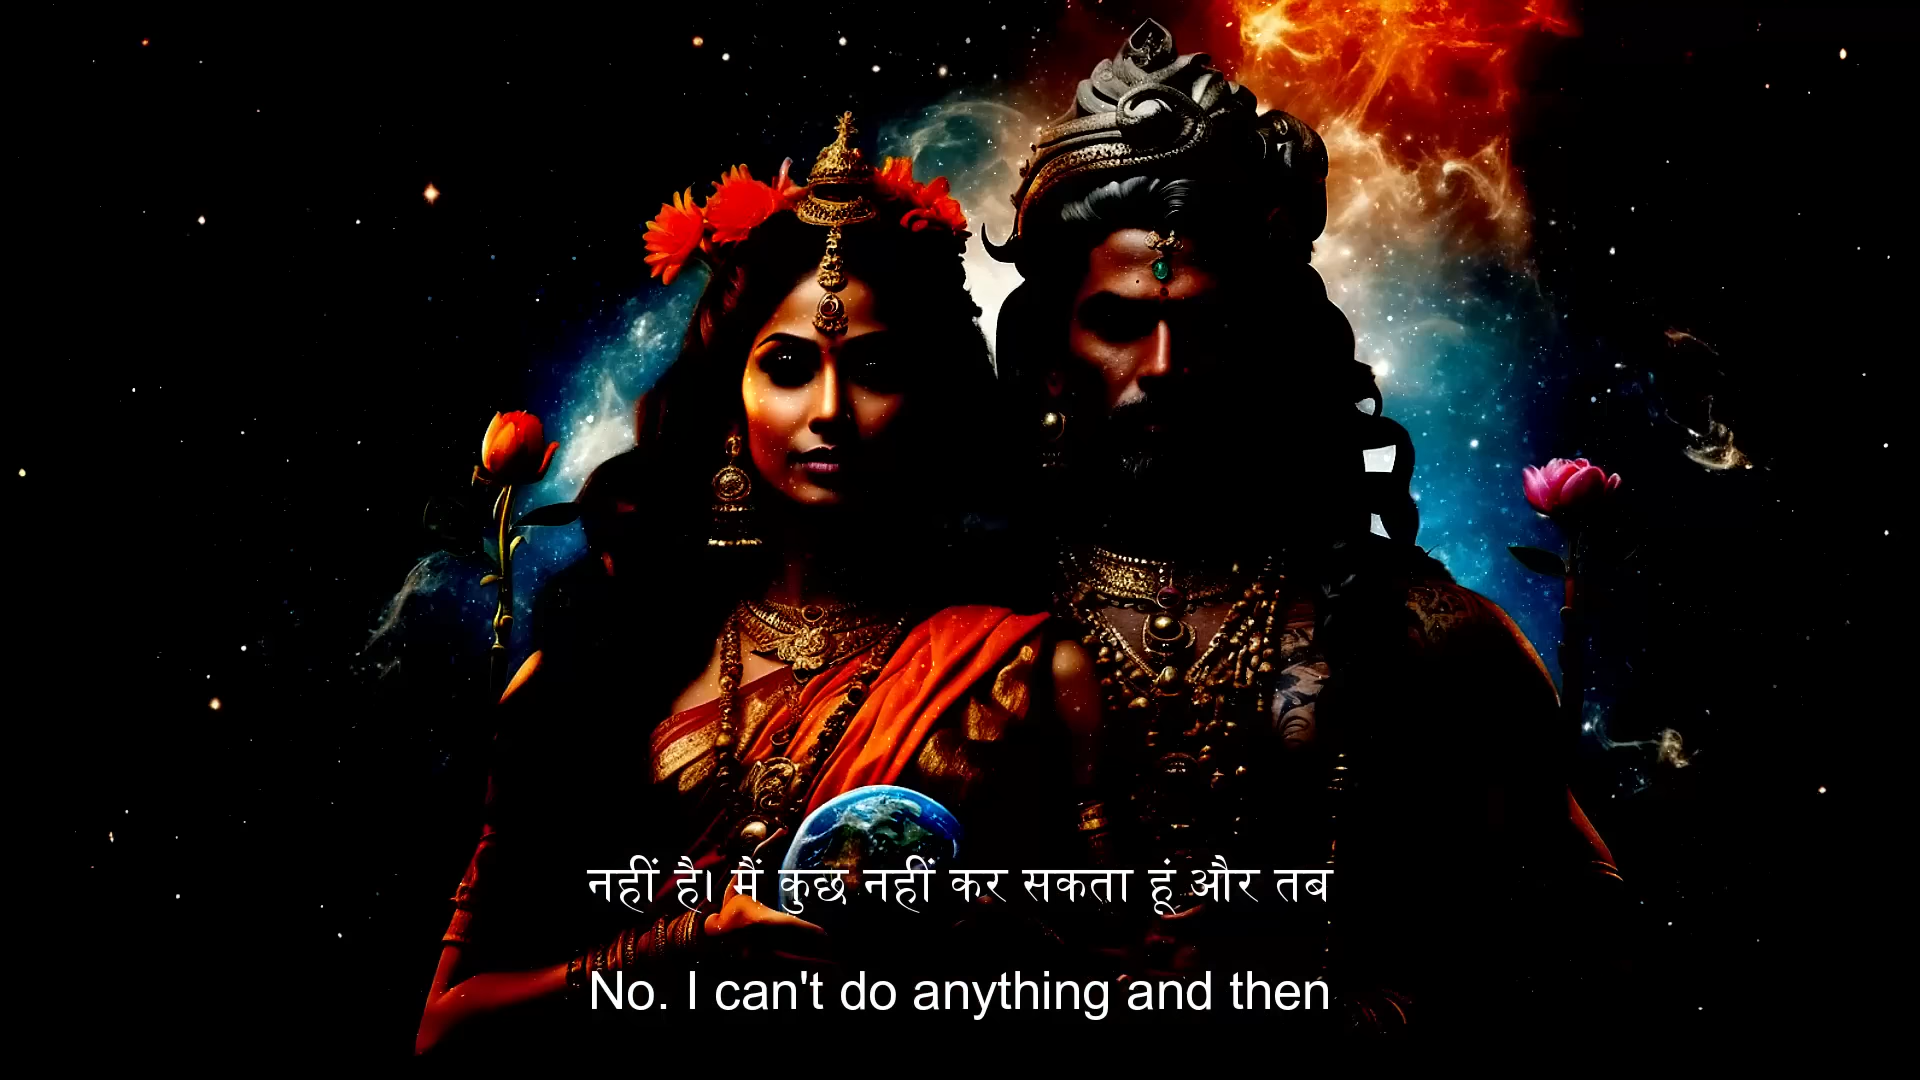 नहीं है। मैं कुछ नहीं कर सकता हूं और तब
No. I can't do anything and then